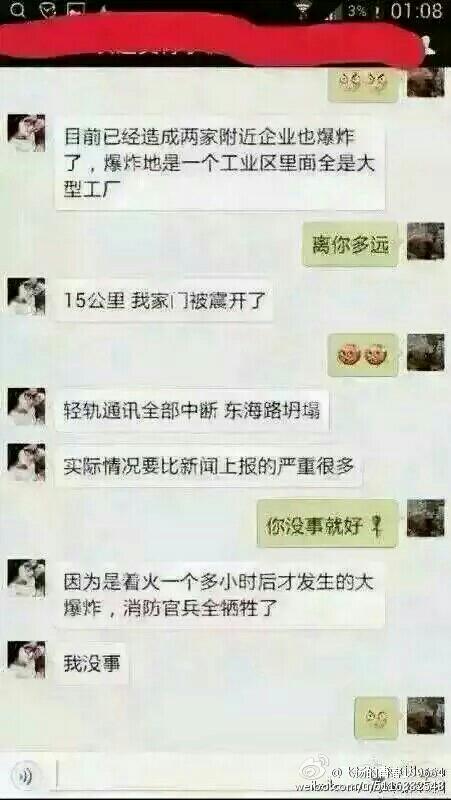 3%
01:08
目前已经造成两家附近企业也爆炸
了，爆炸地是一个工业区里面全是大
型工厂
离你多远
15公里 我家门被震开了
轻轨通讯全部中断 东海路坍塌
实际情况要比新闻上报的严重很多
你没事就好
因为是着火一个多小时后才发生的大
爆炸，消防官兵全牺牲了
我没事